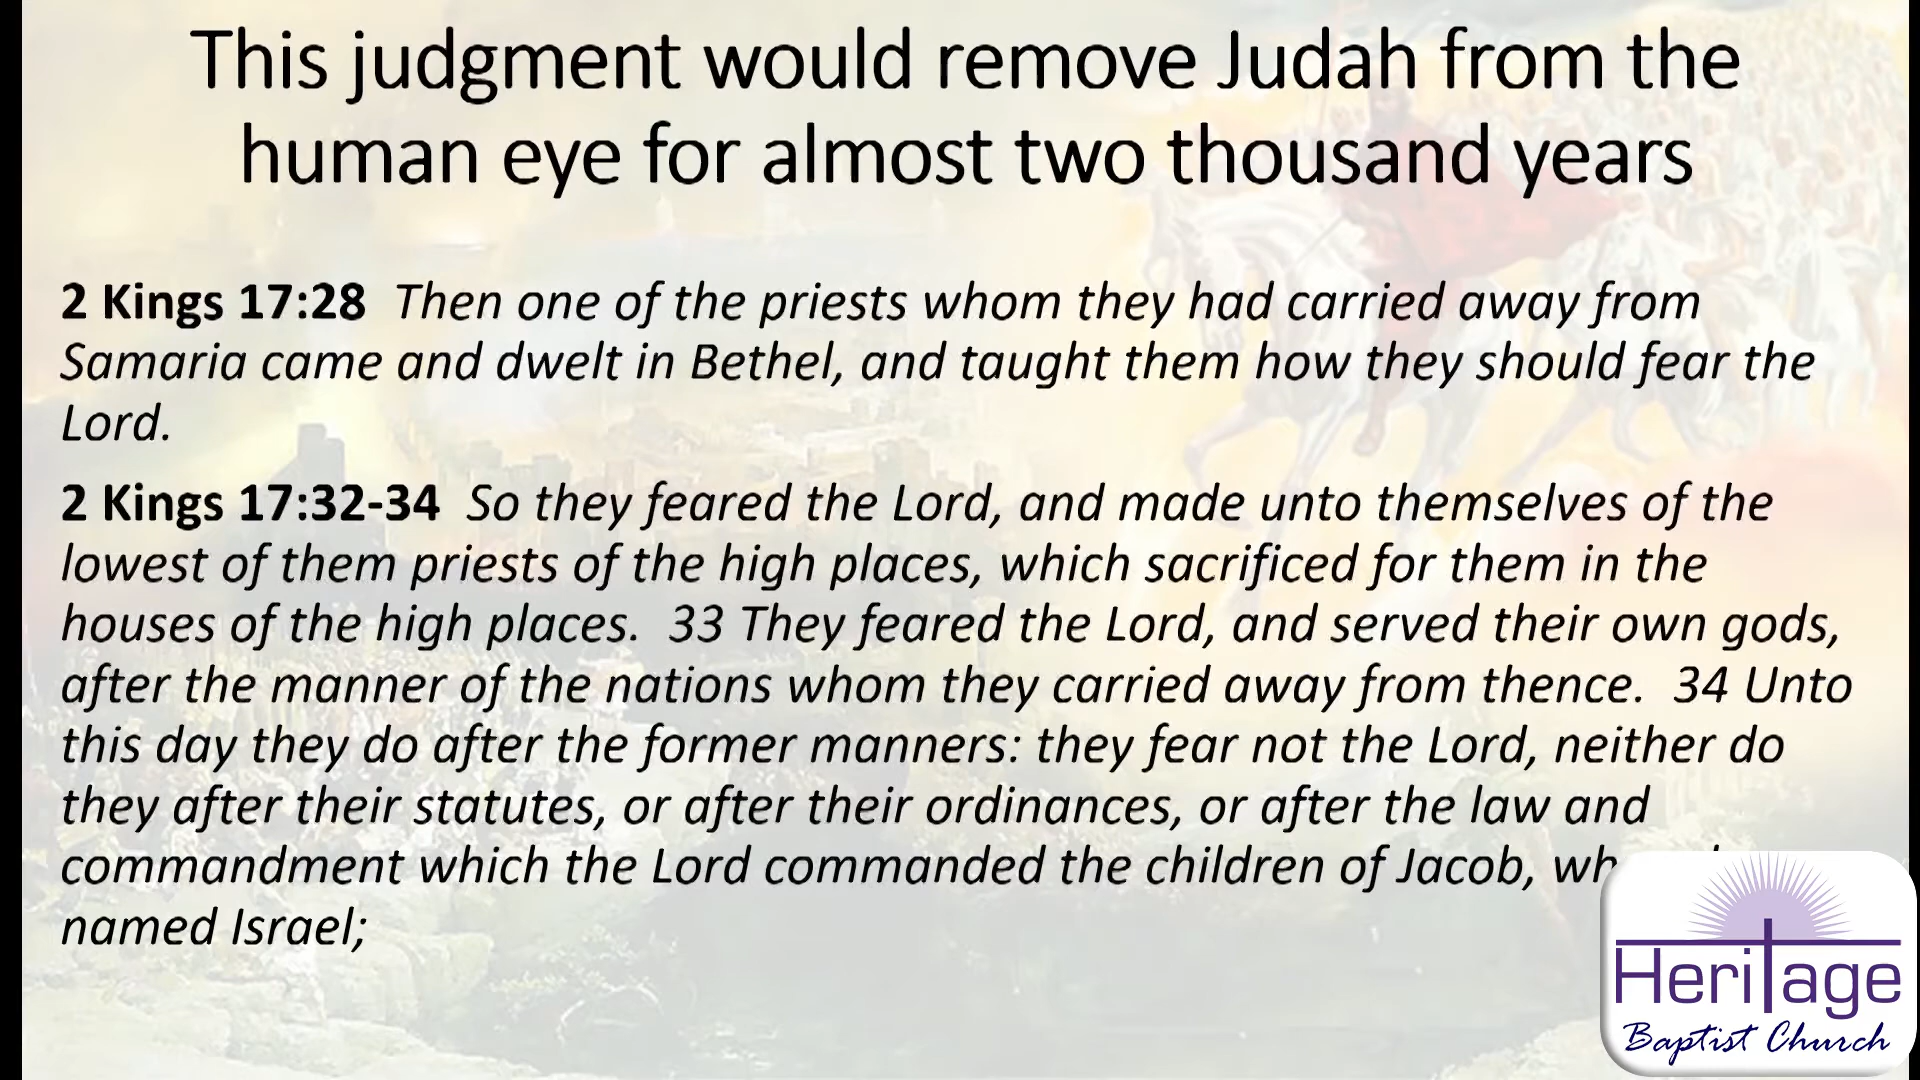 This judgment would remove Judah from the
human eye for almost two thousand years
2 Kings 17:28 Then one of the priests whom they had carried away from
Samaria came and dwelt in Bethel, and taught them how they should fear the
Lord.
2 Kings 17:32-34 So they feared the Lord, and made unto themselves of the
lowest of them priests of the high places, which sacrificed for them in the
houses of the high places. 33 They feared the Lord, and served their own gods,
after the manner of the nations whom they carried away from thence. 34 Unto
this day they do after the former manners: they fear not the Lord, neither do
they after their statutes, or after their ordinances, or after the law and
commandment which the Lord commanded the children of Jacob,
named Israel;
Heritage
Baptist Church